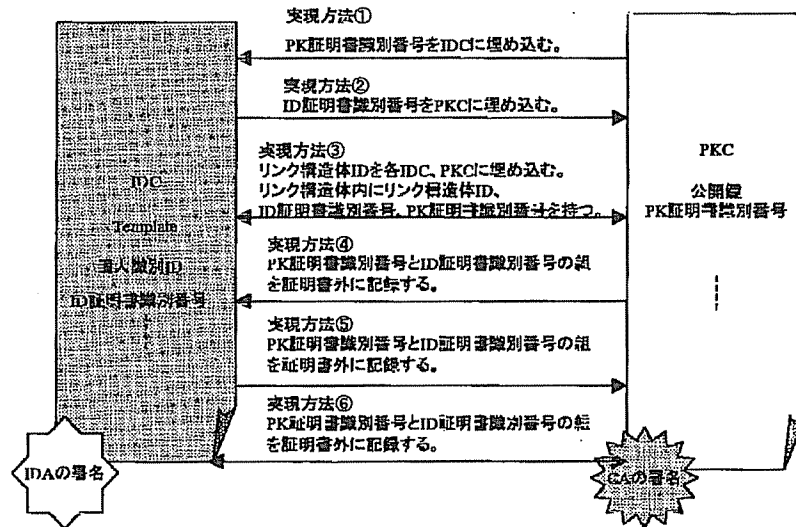 実現方法①
PK証明書識別番号をIDCに埋め込む。
実現方法②
ID証明書識別番号をPKCに埋め込む。
実現方法③
リンク構造体IDを各IDC、PKCに埋め込む。
リンク構造体内にリンク構造体ID、
ID証明書識別番号、PK証明書識別番号を持つ。
実現方法④
PK証明書識別番号とID証明書識別番号の組
を証明書外に記録する。
実現方法⑤
PK証明書識別番号とID証明書識別番号の組
を証明書外に記録する。
実現方法⑥
PK証明書識別番号とID証明書識別番号の組
を証明書外に記録する。
IDC
Template
個人識別ID
ID証明書識別番号
IDAの署名
PKC
公開鍵
PK証明書識別番号
CAの署名